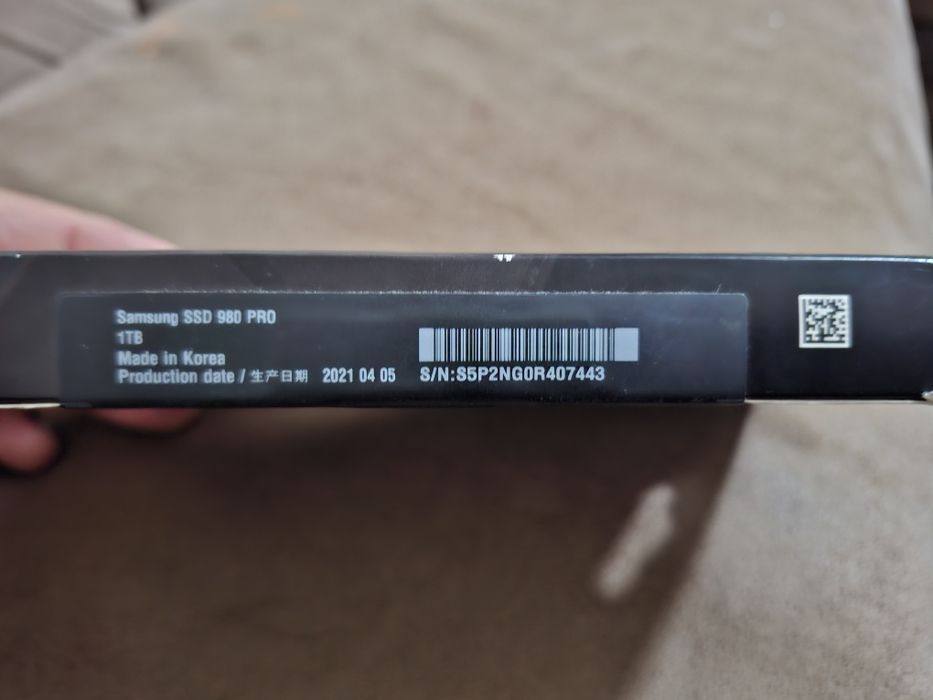 Samsung SSD 980 PRO
1TB
Made in Korea
Production date / 生产日期 2021 04 05
S/N:S5P2NG0R407443